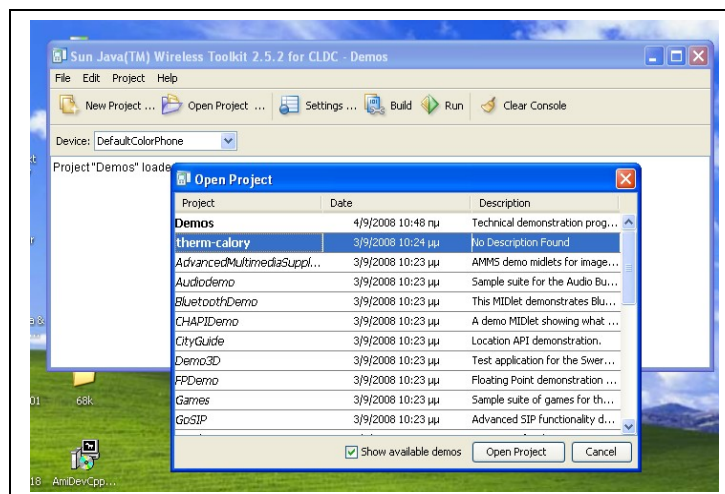 Sun Java(TM) Wireless Toolkit 2.5.2 for CLDC - Demos
File Edit Project Help
New Project ... Open Project ... Settings ... Build Run Clear Console
Device: DefaultColorPhone
Project "Demos" loade
Open Project
Project Date Description
Demos 4/9/2008 10:48 πμ Technical demonstration prog...
therm-calory 3/9/2008 10:24 μμ No Description Found
AdvancedMultimediaSuppl... 3/9/2008 10:23 μμ AMMS demo midlets for image...
Audiodemo 3/9/2008 10:23 μμ Sample suite for the Audio Bu...
BluetoothDemo 3/9/2008 10:23 μμ This MIDlet demonstrates Blu...
CHAPIDemo 3/9/2008 10:23 μμ A demo MIDlet showing what ...
CityGuide 3/9/2008 10:23 μμ Location API demonstration.
Demo3D 3/9/2008 10:23 μμ Test application for the Swer...
FPDemo 3/9/2008 10:23 μμ Floating Point demonstration ...
Games 3/9/2008 10:23 μμ Sample suite of games for th...
GoSIP 3/9/2008 10:23 μμ Advanced SIP functionality d...
Show available demos Open Project Cancel
01 68k
18 AmiDevCpp...